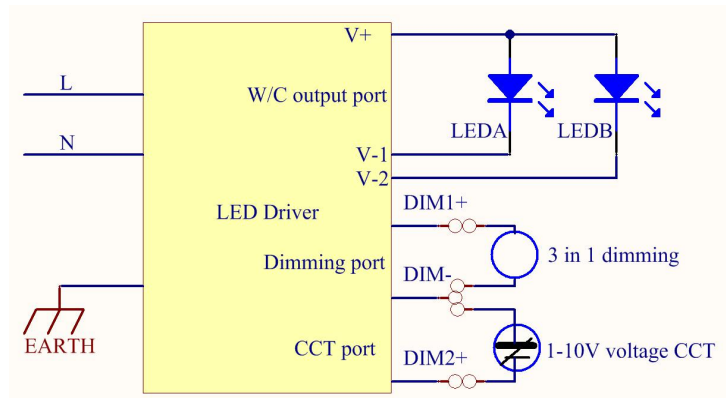 V+
L
W/C output port
LEDA
LEDB
N
V-1
V-2
DIM1+
LED Driver
3 in 1 dimming
Dimming port
DIM-
EARTH
CCT port
DIM2+
1-10V voltage CCT